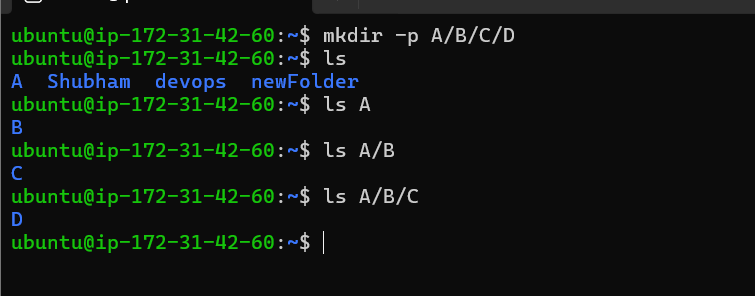 ubuntu@ip-172-31-42-60:~$ mkdir -p A/B/C/D
ubuntu@ip-172-31-42-60:~$ ls
A  Shubham  devops  newFolder
ubuntu@ip-172-31-42-60:~$ ls A
B
ubuntu@ip-172-31-42-60:~$ ls A/B
C
ubuntu@ip-172-31-42-60:~$ ls A/B/C
D
ubuntu@ip-172-31-42-60:~$